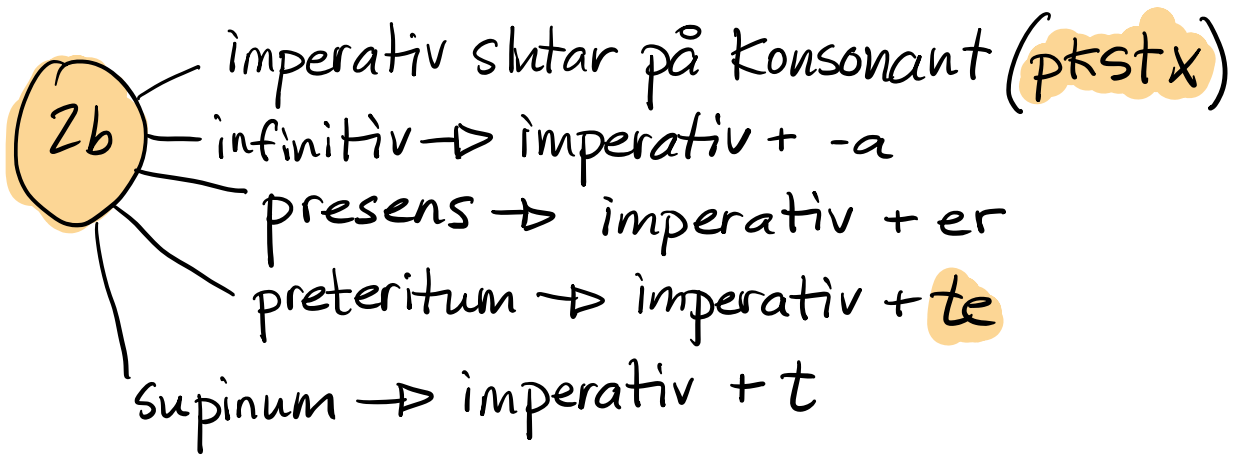 2b
imperativ slutar på konsonant (pkstx)
infinitiv → imperativ + -a
presens → imperativ + er
preteritum → imperativ + te
supinum → imperativ + t